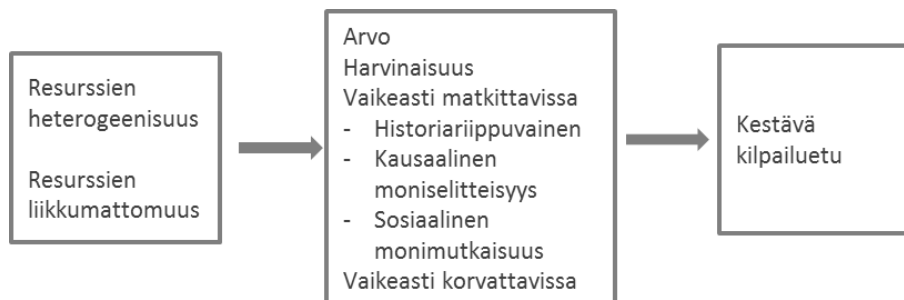 Resurssien
heterogeenisuus
Resurssien
liikkumattomuus
Arvo
Harvinaisuus
Vaikeasti matkittavissa
- Historiariippuvainen
- Kausaalinen
moniselitteisyys
- Sosiaalinen
monimutkaisuus
Vaikeasti korvattavissa
Kestävä
kilpailuetu